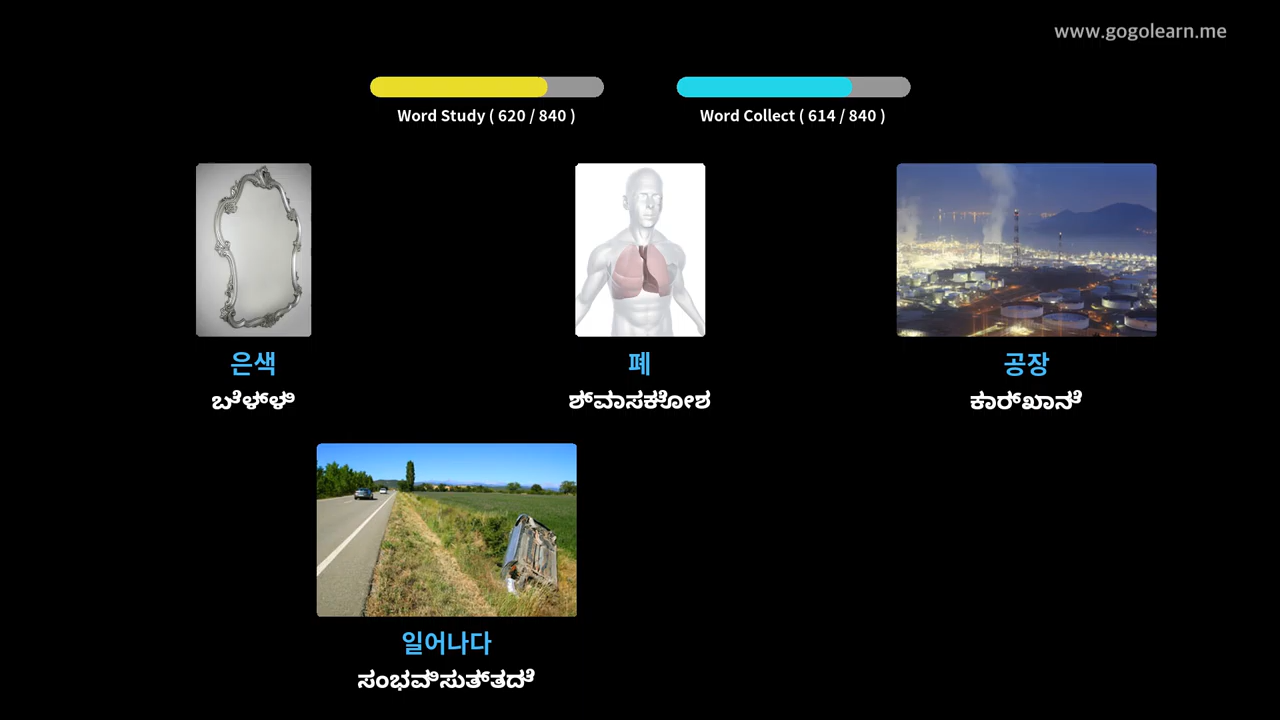 www.gogolearn.me
Word Study ( 620 / 840 )
Word Collect ( 614 / 840 )
은색
폐
공장
ಬೆಳ್ಳಿ
ಶ್ವಾಸಕೋಶ
ಕಾರ್ಖಾನೆ
일어나다
ಸಂಭವಿಸುತ್ತದೆ